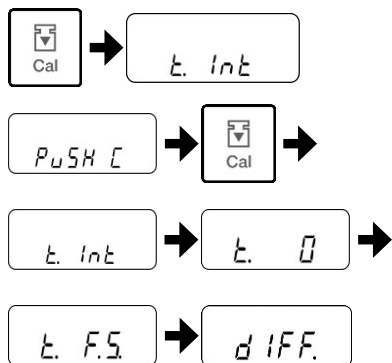 Cal t. Int
PuSH C Cal
t. Int t. 0
t. F.S. dIFF.